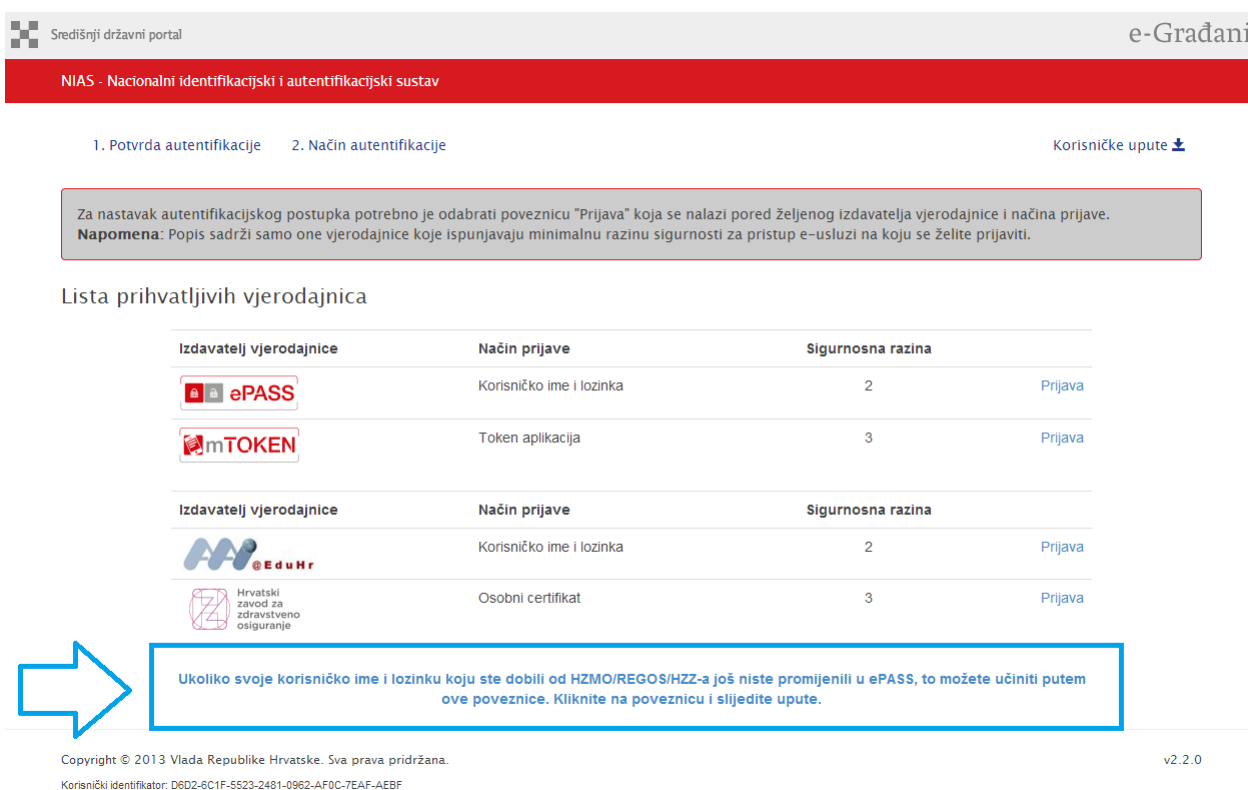 Središnji državni portal
e-Građani
NIAS - Nacionalni identifikacijski i autentifikacijski sustav
1. Potvrda autentifikacije 2. Način autentifikacije Korisničke upute
Za nastavak autentifikacijskog postupka potrebno je odabrati poveznicu "Prijava" koja se nalazi pored željenog izdavatelja vjerodajnice i načina prijave.
Napomena: Popis sadrži samo one vjerodajnice koje ispunjavaju minimalnu razinu sigurnosti za pristup e-usluzi na koju se želite prijaviti.
Lista prihvatljivih vjerodajnica
Izdavatelj vjerodajnice Način prijave Sigurnosna razina
ePASS Korisničko ime i lozinka 2 Prijava
mTOKEN Token aplikacija 3 Prijava
Izdavatelj vjerodajnice Način prijave Sigurnosna razina
AAI@EduHr Korisničko ime i lozinka 2 Prijava
Hrvatski
zavod za
zdravstveno
osiguranje
Osobni certifikat 3 Prijava
Ukoliko svoje korisničko ime i lozinku koju ste dobili od HZMO/REGOS/HZZ-a još niste promijenili u ePASS, to možete učiniti putem
ove poveznice. Kliknite na poveznicu i slijedite upute.
Copyright © 2013 Vlada Republike Hrvatske. Sva prava pridržana. v2.2.0
Korisnički identifikator: D6D2-6C1F-5523-2481-0962-AF0C-7EAF-AEBF